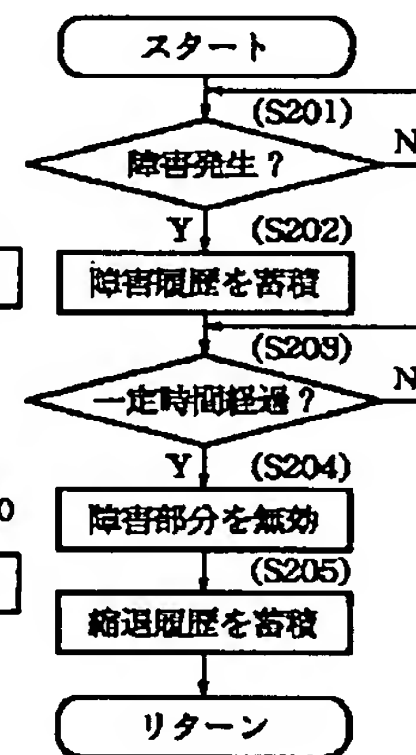 スタート
(S201)
障害発生？
N
Y
(S202)
障害履歴を蓄積
(S203)
一定時間経過？
N
Y
(S204)
0
障害部分を無効
(S205)
縮退履歴を蓄積
リターン